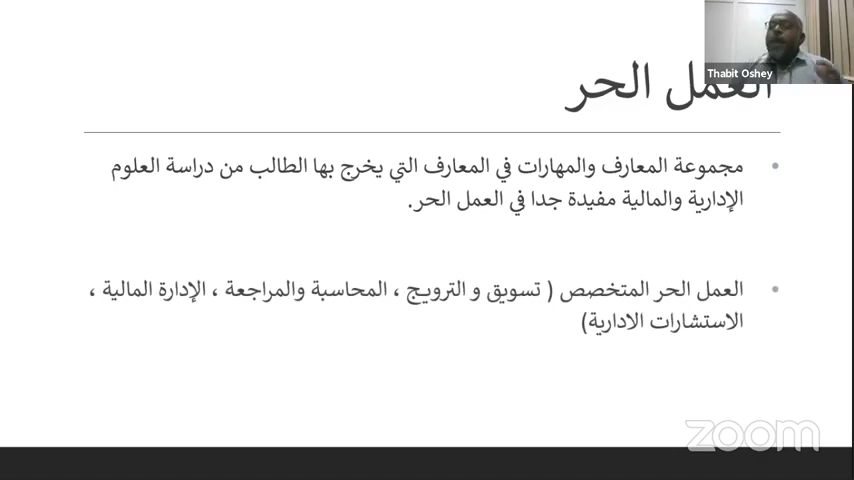 Thabit Oshey
العمل الحر
مجموعة المعارف والمهارات في المعارف التي يخرج بها الطالب من دراسة العلوم
الإدارية والمالية مفيدة جدا في العمل الحر.
العمل الحر المتخصص ( تسويق و الترويج ، المحاسبة والمراجعة ، الإدارة المالية ،
الاستشارات الادارية)
zoom